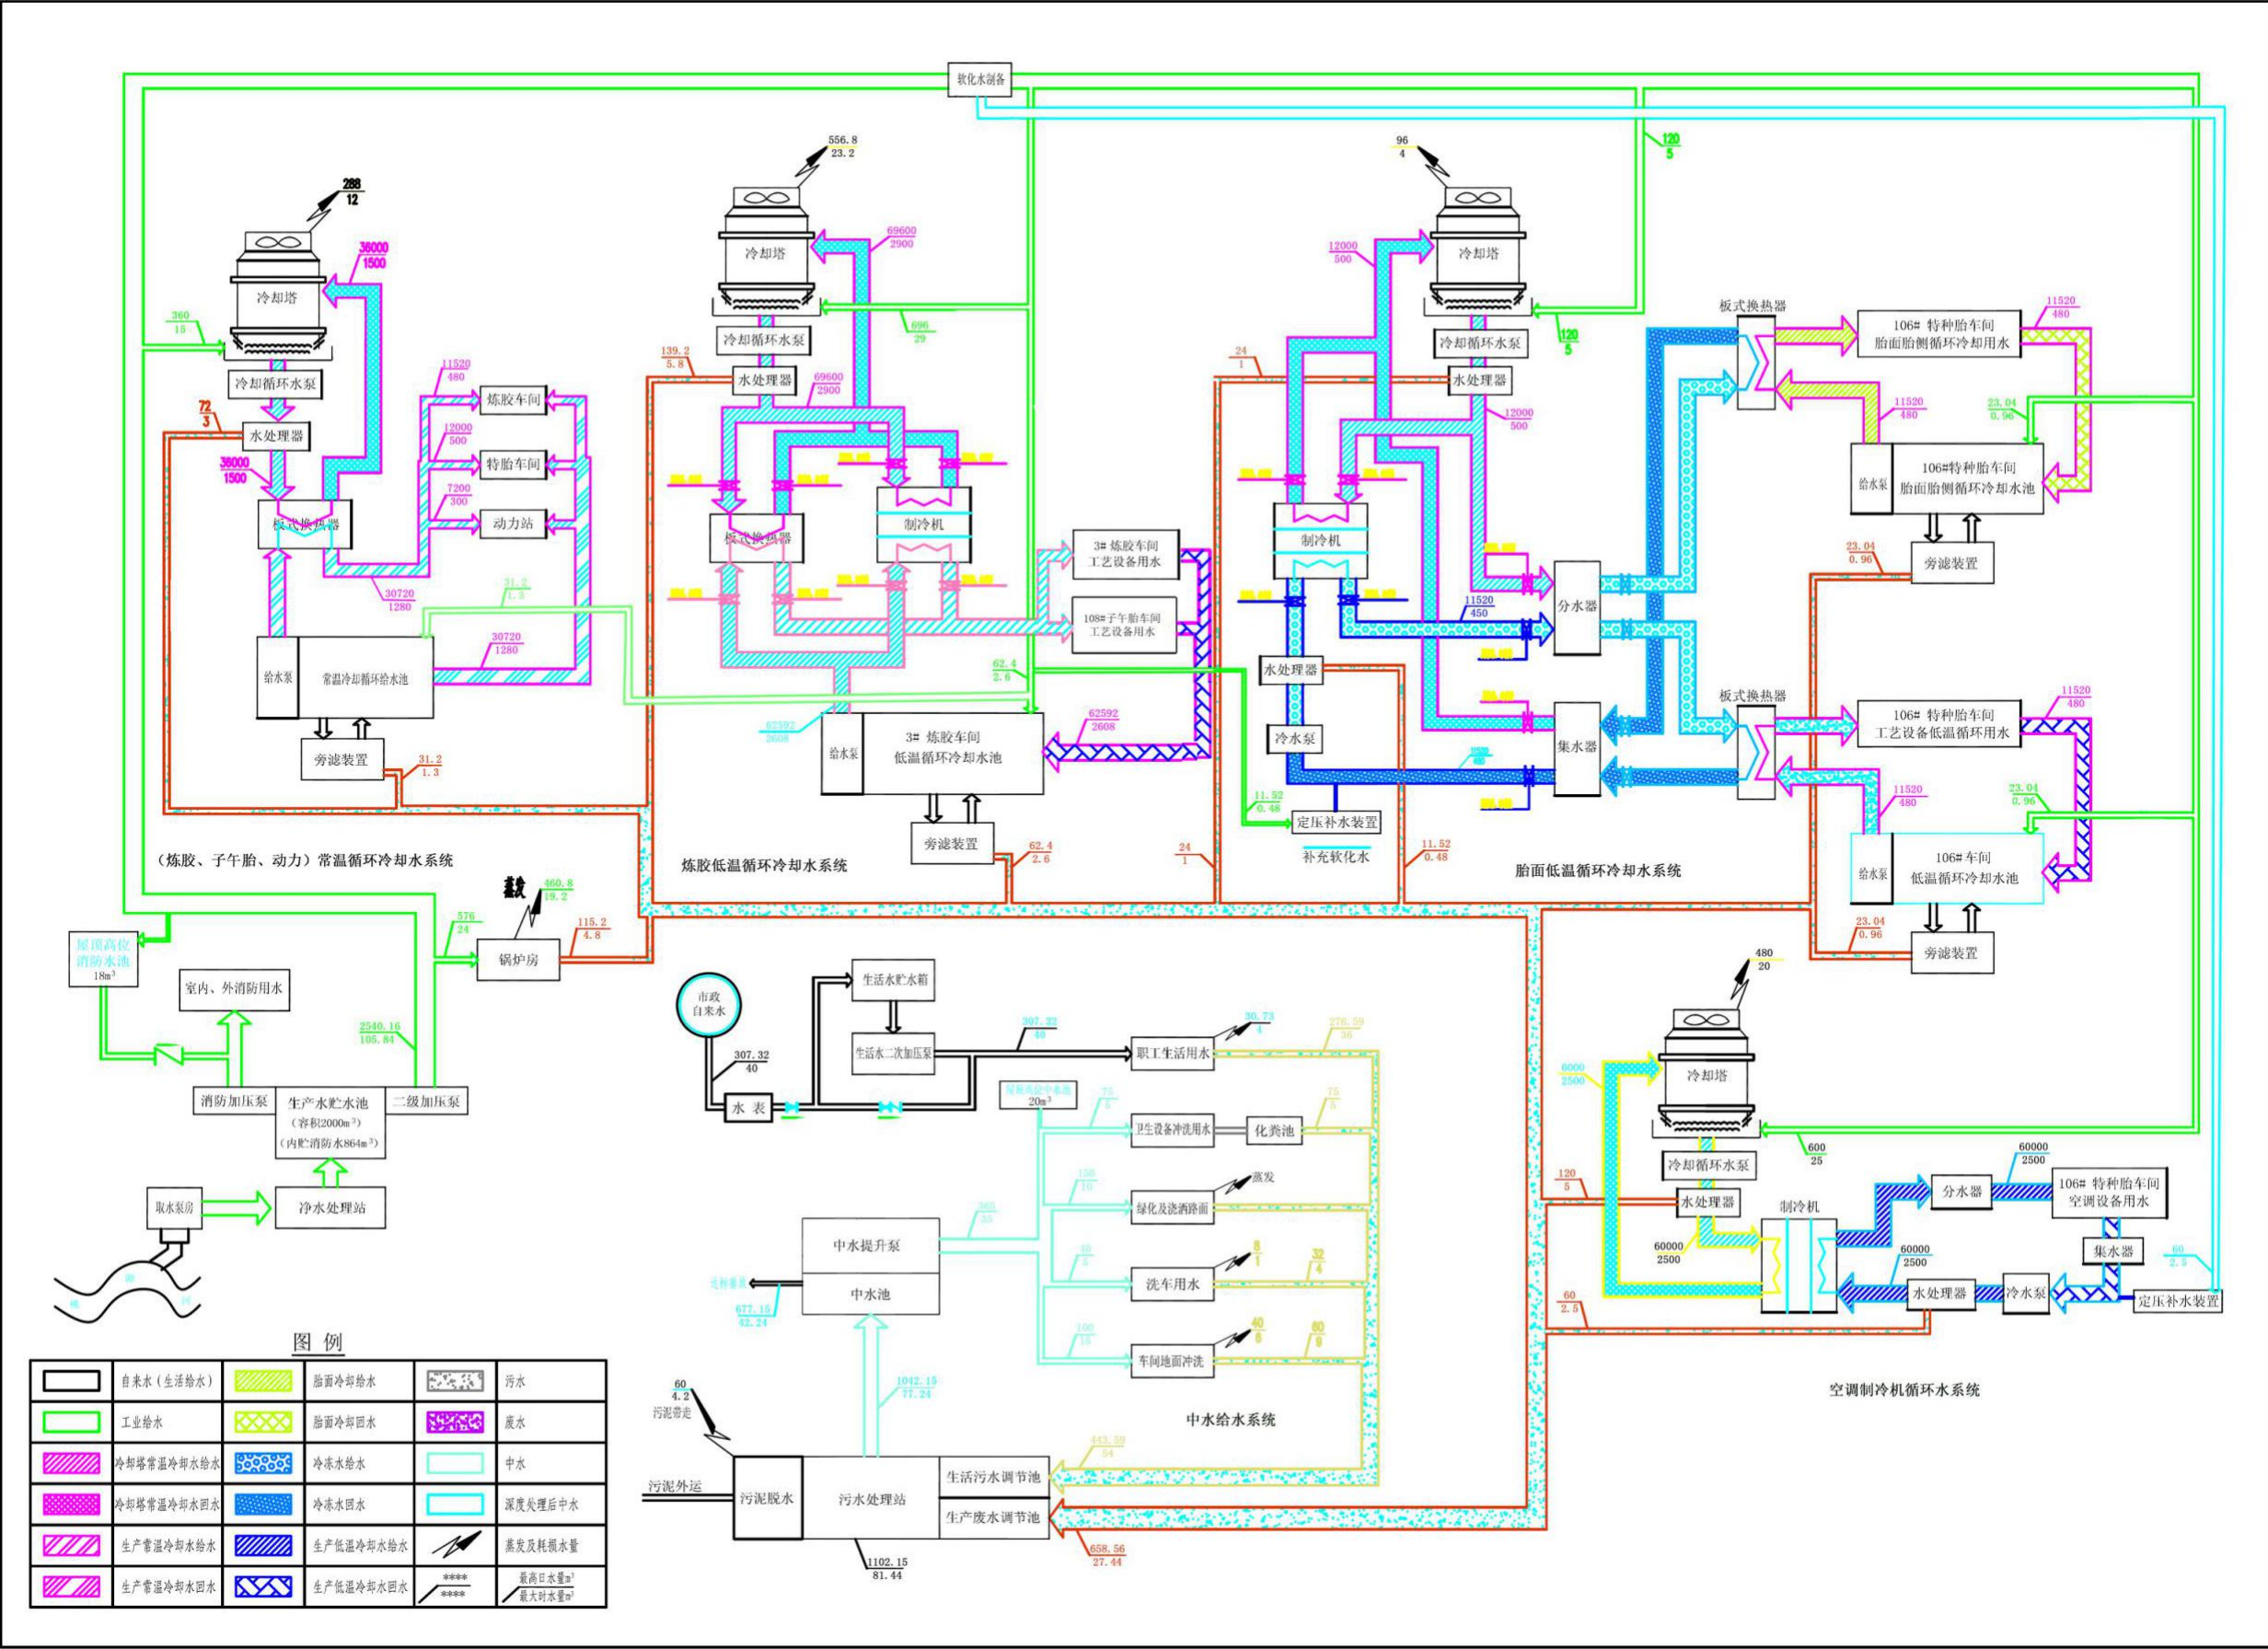 软化水制备
120
5
288
12
36000
1500
冷却塔
360
15
冷却循环水泵
72
3
水处理器
36000
1500
板式换热器
11520
480
炼胶车间
12000
500
特胎车间
7200
300
动力站
30720
1280
31.2
1.3
30720
1280
给水泵
常温冷却循环给水池
旁滤装置
31.2
1.3
(炼胶、子午胎、动力)常温循环冷却水系统
556.8
23.2
冷却塔
69600
2900
696
29
冷却循环水泵
139.2
5.8
水处理器
69600
2900
板式换热器
制冷机
3# 炼胶车间
工艺设备用水
108#子午胎车间
工艺设备用水
62.4
2.6
62592
2608
62592
2608
给水泵
3# 炼胶车间
低温循环冷却水池
旁滤装置
62.4
2.6
炼胶低温循环冷却水系统
96
4
冷却塔
12000
500
120
5
冷却循环水泵
24
1
水处理器
12000
500
制冷机
11520
450
分水器
水处理器
冷水泵
集水器
11.52
0.48
定压补水装置
补充软化水
24
1
11.52
0.48
胎面低温循环冷却水系统
板式换热器
106# 特种胎车间
胎面胎侧循环冷却用水
11520
480
11520
480
23.04
0.96
给水泵
106#特种胎车间
胎面胎侧循环冷却水池
旁滤装置
23.04
0.96
板式换热器
106# 特种胎车间
工艺设备低温循环用水
11520
480
11520
480
23.04
0.96
给水泵
106#车间
低温循环冷却水池
旁滤装置
23.04
0.96
屋顶高位
消防水池
18m³
室内、外消防用水
蒸发
460.8
19.2
576
24
锅炉房
115.2
4.8
2540.16
105.84
消防加压泵
生产水贮水池
(容积2000m³)
(内贮消防水864m³)
二级加压泵
取水泵房
净水处理站
市政
自来水
307.32
40
水 表
生活水贮水箱
生活水二次加压泵
307.32
40
职工生活用水
30.73
4
276.59
36
屋顶高位中水池
20m³
75
5
卫生设备冲洗用水
化粪池
75
5
150
10
绿化及浇洒路面
蒸发
40
5
洗车用水
8
1
32
4
100
15
车间地面冲洗
40
6
60
9
365
35
中水提升泵
中水池
677.15
42.24
1042.15
77.24
中水给水系统
60
4.2
污泥带走
污泥外运
污泥脱水
污水处理站
生活污水调节池
生产废水调节池
443.59
54
658.56
27.44
1102.15
81.44
480
20
冷却塔
6000
2500
600
25
冷却循环水泵
120
5
水处理器
60000
2500
制冷机
60000
2500
分水器
60000
2500
106# 特种胎车间
空调设备用水
集水器
60
2.5
水处理器
冷水泵
定压补水装置
60
2.5
空调制冷机循环水系统
图 例
自来水(生活给水)
胎面冷却给水
污水
工业给水
胎面冷却回水
废水
冷却塔常温冷却水给水
冷冻水给水
中水
冷却塔常温冷却水回水
冷冻水回水
深度处理后中水
生产常温冷却水给水
生产低温冷却水给水
蒸发及耗损水量
生产常温冷却水回水
生产低温冷却水回水
****
****
最高日水量m³
最大时水量m³